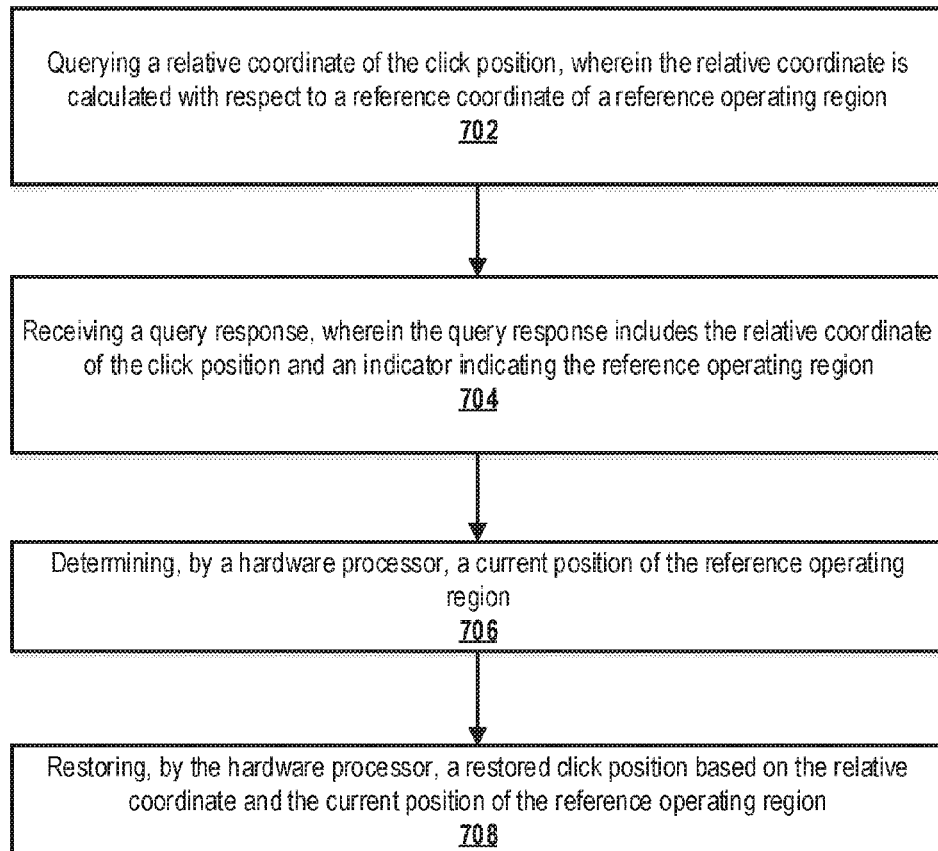 Querying a relative coordinate of the click position, wherein the relative coordinate is
calculated with respect to a reference coordinate of a reference operating region
702
Receiving a query response, wherein the query response includes the relative coordinate
of the click position and an indicator indicating the reference operating region
704
Determining, by a hardware processor, a current position of the reference operating
region
706
Restoring, by the hardware processor, a restored click position based on the relative
coordinate and the current position of the reference operating region
708